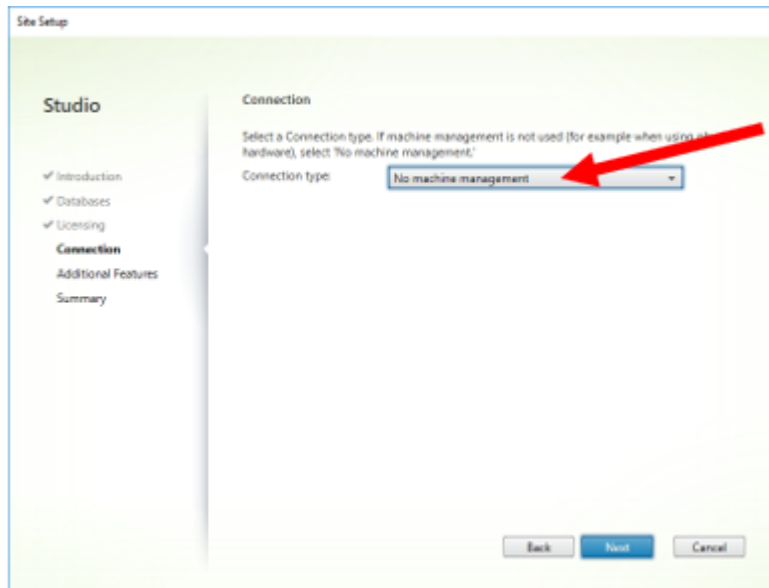 Site Setup
Studio
Introduction
Databases
Licensing
Connection
Additional Features
Summary
Connection
Select a Connection type. If machine management is not used (for example when using
hardware), select 'No machine management.'
Connection type:
No machine management
Back
Next
Cancel